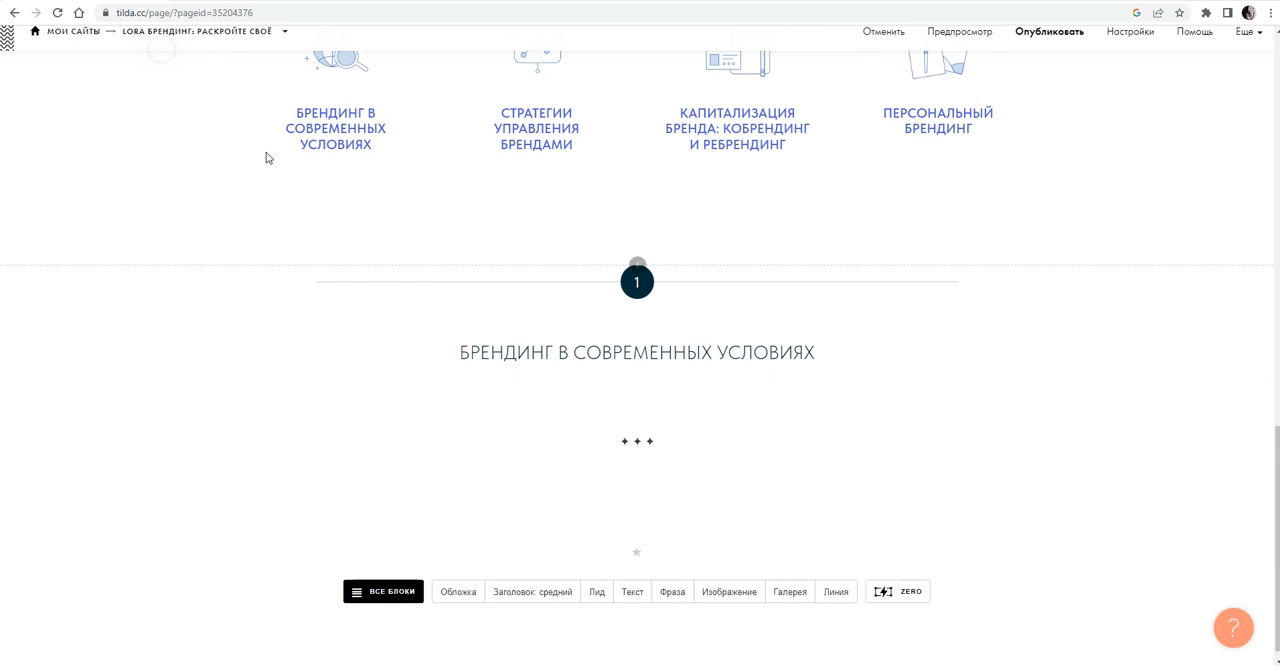 tilda.cc/page/?pageid=35204376
МОИ САЙТЫ — LORA БРЕНДИНГ: РАСКРОЙТЕ СВОЁ
Отменить Предпросмотр Опубликовать Настройки Помощь Еще
БРЕНДИНГ В
СОВРЕМЕННЫХ
УСЛОВИЯХ
СТРАТЕГИИ
УПРАВЛЕНИЯ
БРЕНДАМИ
КАПИТАЛИЗАЦИЯ
БРЕНДА: КОБРЕНДИНГ
И РЕБРЕНДИНГ
ПЕРСОНАЛЬНЫЙ
БРЕНДИНГ
1
БРЕНДИНГ В СОВРЕМЕННЫХ УСЛОВИЯХ
ВСЕ БЛОКИ Обложка Заголовок: средний Лид Текст Фраза Изображение Галерея Линия ZERO
?